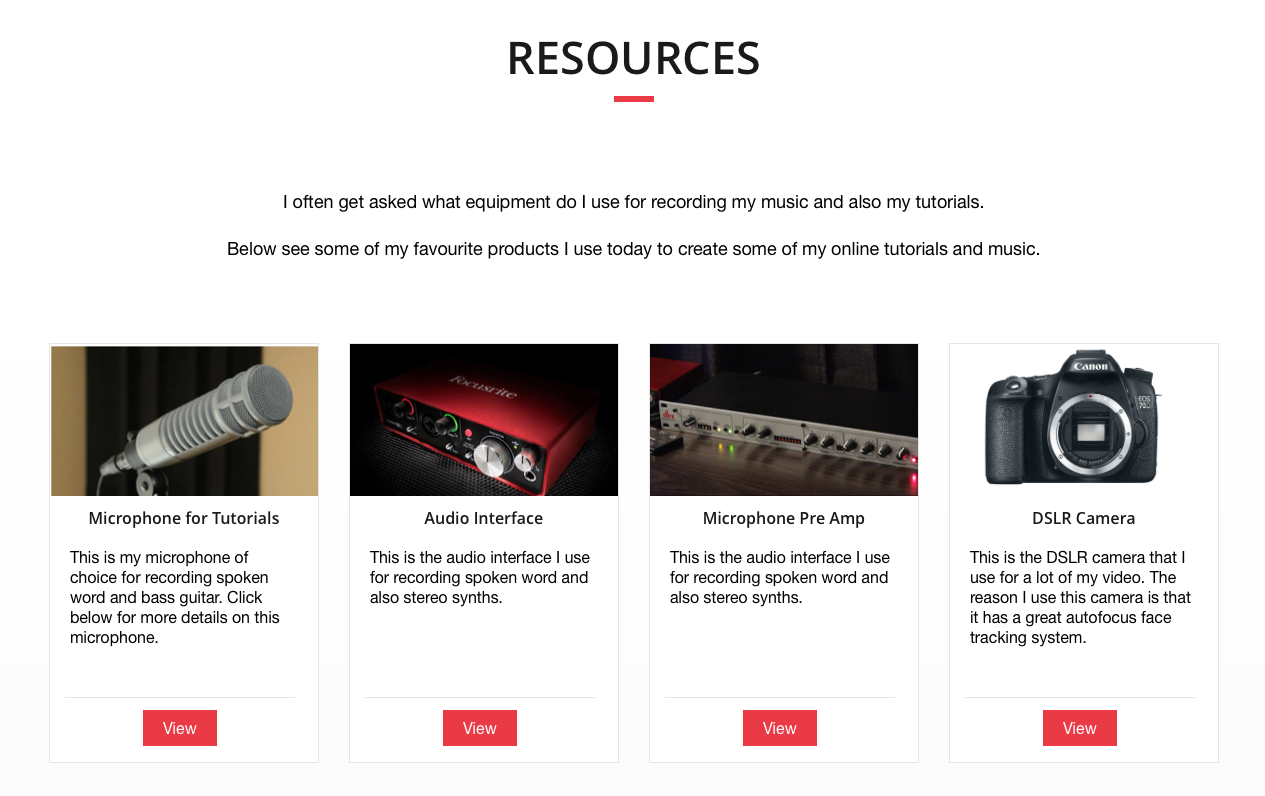 RESOURCES
I often get asked what equipment do I use for recording my music and also my tutorials.
Below see some of my favourite products I use today to create some of my online tutorials and music.
Focusrite
dbx
Canon
EOS
70D
Microphone for Tutorials
This is my microphone of
choice for recording spoken
word and bass guitar. Click
below for more details on this
microphone.
View
Audio Interface
This is the audio interface I use
for recording spoken word and
also stereo synths.
View
Microphone Pre Amp
This is the audio interface I use
for recording spoken word and
also stereo synths.
View
DSLR Camera
This is the DSLR camera that I
use for a lot of my video. The
reason I use this camera is that
it has a great autofocus face
tracking system.
View